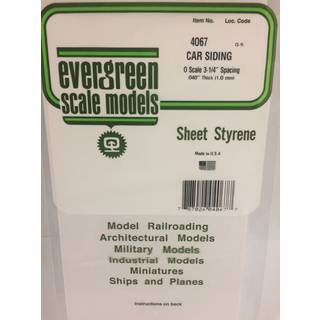 Item No. Loc. Code
4067 G-5
CAR SIDING
O Scale 3-1/4" Spacing
.040" Thick (1.0 mm)
evergreen
scale models
Sheet Styrene
Made in U.S.A
Model Railroading
Architectural Models
Military Models
Industrial Models
Miniatures
Ships and Planes
Instructions on back